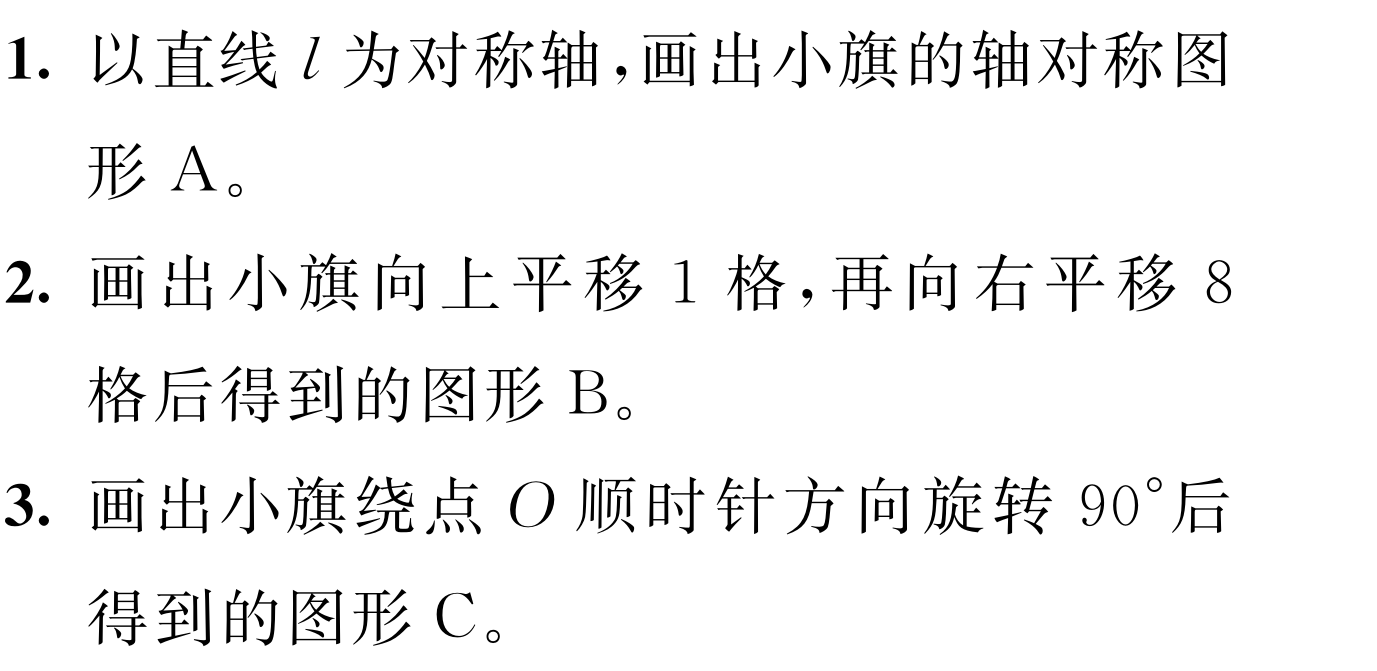 1. 以直线 l 为对称轴,画出小旗的轴对称图
形 A。
2. 画出小旗向上平移 1 格,再向右平移 8
格后得到的图形 B。
3. 画出小旗绕点 O 顺时针方向旋转 90°后
得到的图形 C。